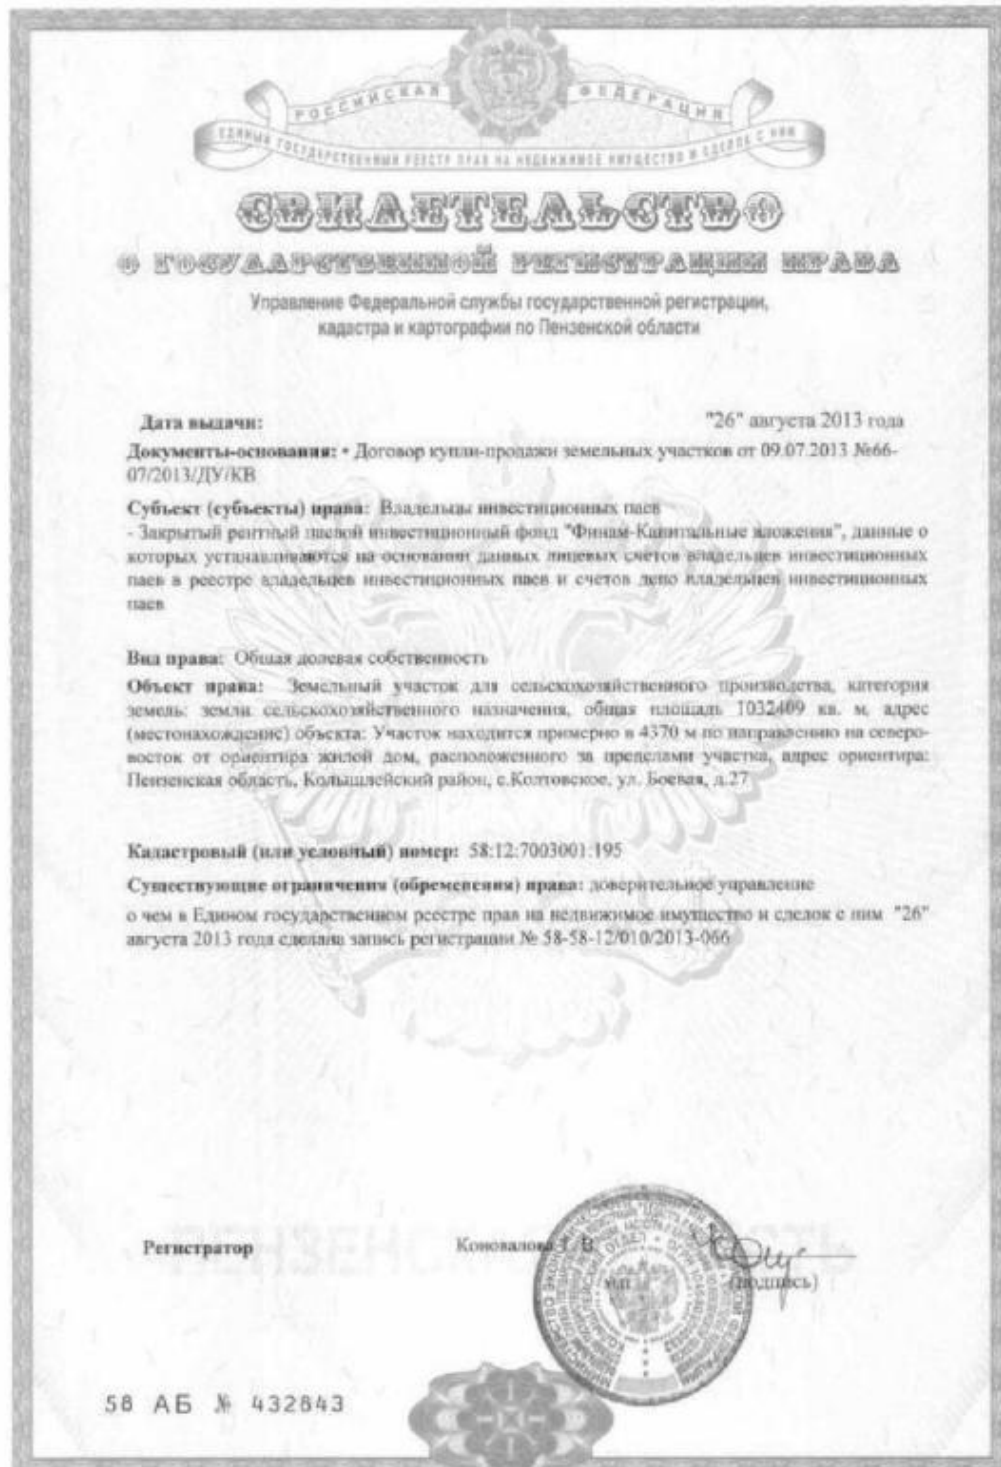 РОССИЙСКАЯ ФЕДЕРАЦИЯ
ЕДИНЫЙ ГОСУДАРСТВЕННЫЙ РЕЕСТР ПРАВ НА НЕДВИЖИМОЕ ИМУЩЕСТВО И СДЕЛОК С НИМ
СВИДЕТЕЛЬСТВО
О ГОСУДАРСТВЕННОЙ РЕГИСТРАЦИИ ПРАВА
Управление Федеральной службы государственной регистрации,
кадастра и картографии по Пензенской области
Дата выдачи: "26" августа 2013 года
Документы-основания: • Договор купли-продажи земельных участков от 09.07.2013 №66-
07/2013/ДУ/КВ
Субъект (субъекты) права: Владельцы инвестиционных паев
- Закрытый рентный паевой инвестиционный фонд "Финам-Капитальные вложения", данные о
которых устанавливаются на основании данных лицевых счетов владельцев инвестиционных
паев в реестре владельцев инвестиционных паев и счетов депо владельцев инвестиционных
паев
Вид права: Общая долевая собственность
Объект права: Земельный участок для сельскохозяйственного производства, категория
земель: земли сельскохозяйственного назначения, общая площадь 1032409 кв. м, адрес
(местонахождение) объекта: Участок находится примерно в 4370 м по направлению на северо-
восток от ориентира жилой дом, расположенного за пределами участка, адрес ориентира:
Пензенская область, Колышлейский район, с.Колтовское, ул. Боевая, д.27
Кадастровый (или условный) номер: 58:12:7003001:195
Существующие ограничения (обременения) права: доверительное управление
о чем в Едином государственном реестре прав на недвижимое имущество и сделок с ним "26"
августа 2013 года сделана запись регистрации № 58-58-12/010/2013-066
Регистратор Коновалова Т. В.
м.п. (подпись)
58 АБ № 432843